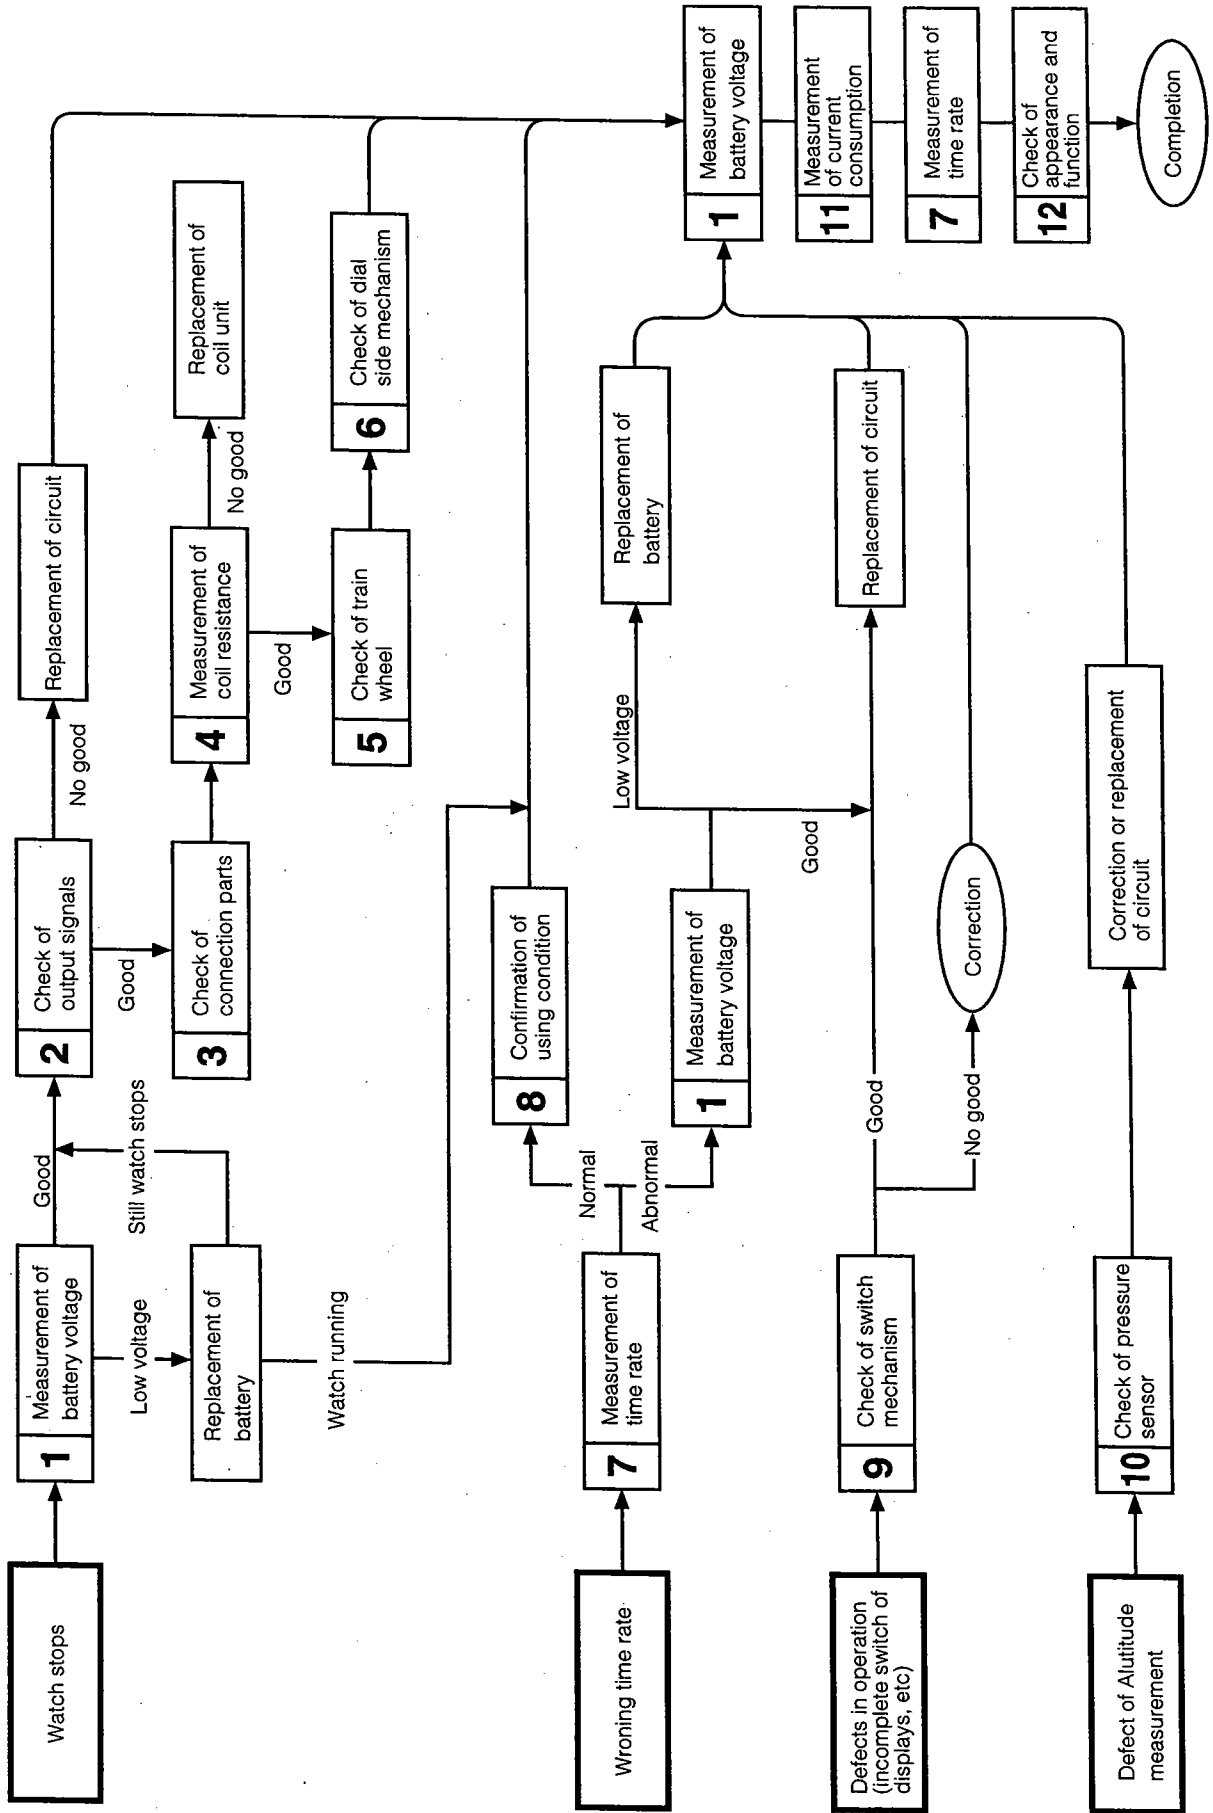 Watch stops
1
Measurement of
battery voltage
Good
Low voltage
Replacement of
battery
Still watch stops
Watch running
2
Check of
output signals
No good
Replacement of circuit
Good
3
Check of
connection parts
4
Measurement of
coil resistance
No good
Replacement of
coil unit
Good
5
Check of train
wheel
6
Check of dial
side mechanism
Wroning time rate
7
Measurement of
time rate
Normal
Abnormal
8
Confirmation of
using condition
1
Measurement of
battery voltage
Low voltage
Good
Replacement of
battery
Defects in operation
(incomplete switch of
displays, etc)
9
Check of switch
mechanism
Good
No good
Replacement of circuit
Correction
Defect of Alutitude
measurement
10
Check of pressure
sensor
Correction or replacement
of circuit
1
Measurement of
battery voltage
11
Measurement
of current
consumption
7
Measurement of
time rate
12
Check of
appearance and
function
Completion